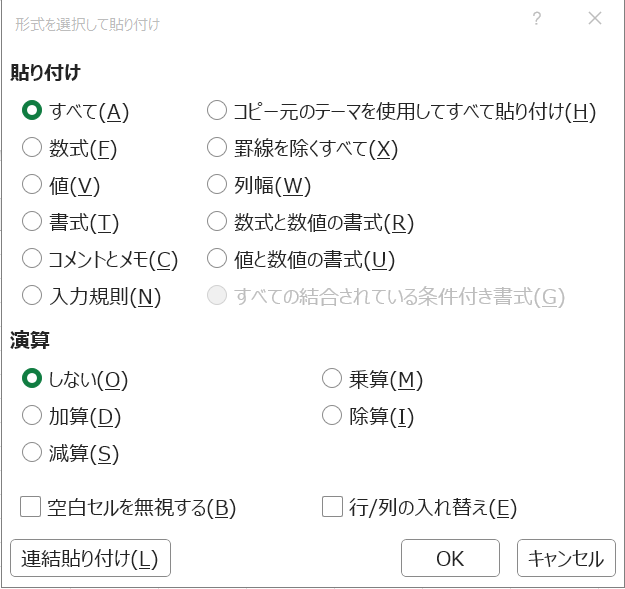 形式を選択して貼り付け ?
貼り付け
すべて(A) コピー元のテーマを使用してすべて貼り付け(H)
数式(F) 罫線を除くすべて(X)
値(V) 列幅(W)
書式(T) 数式と数値の書式(R)
コメントとメモ(C) 値と数値の書式(U)
入力規則(N) すべての結合されている条件付き書式(G)
演算
しない(O) 乗算(M)
加算(D) 除算(I)
減算(S)
空白セルを無視する(B) 行/列の入れ替え(E)
連結貼り付け(L) OK キャンセル